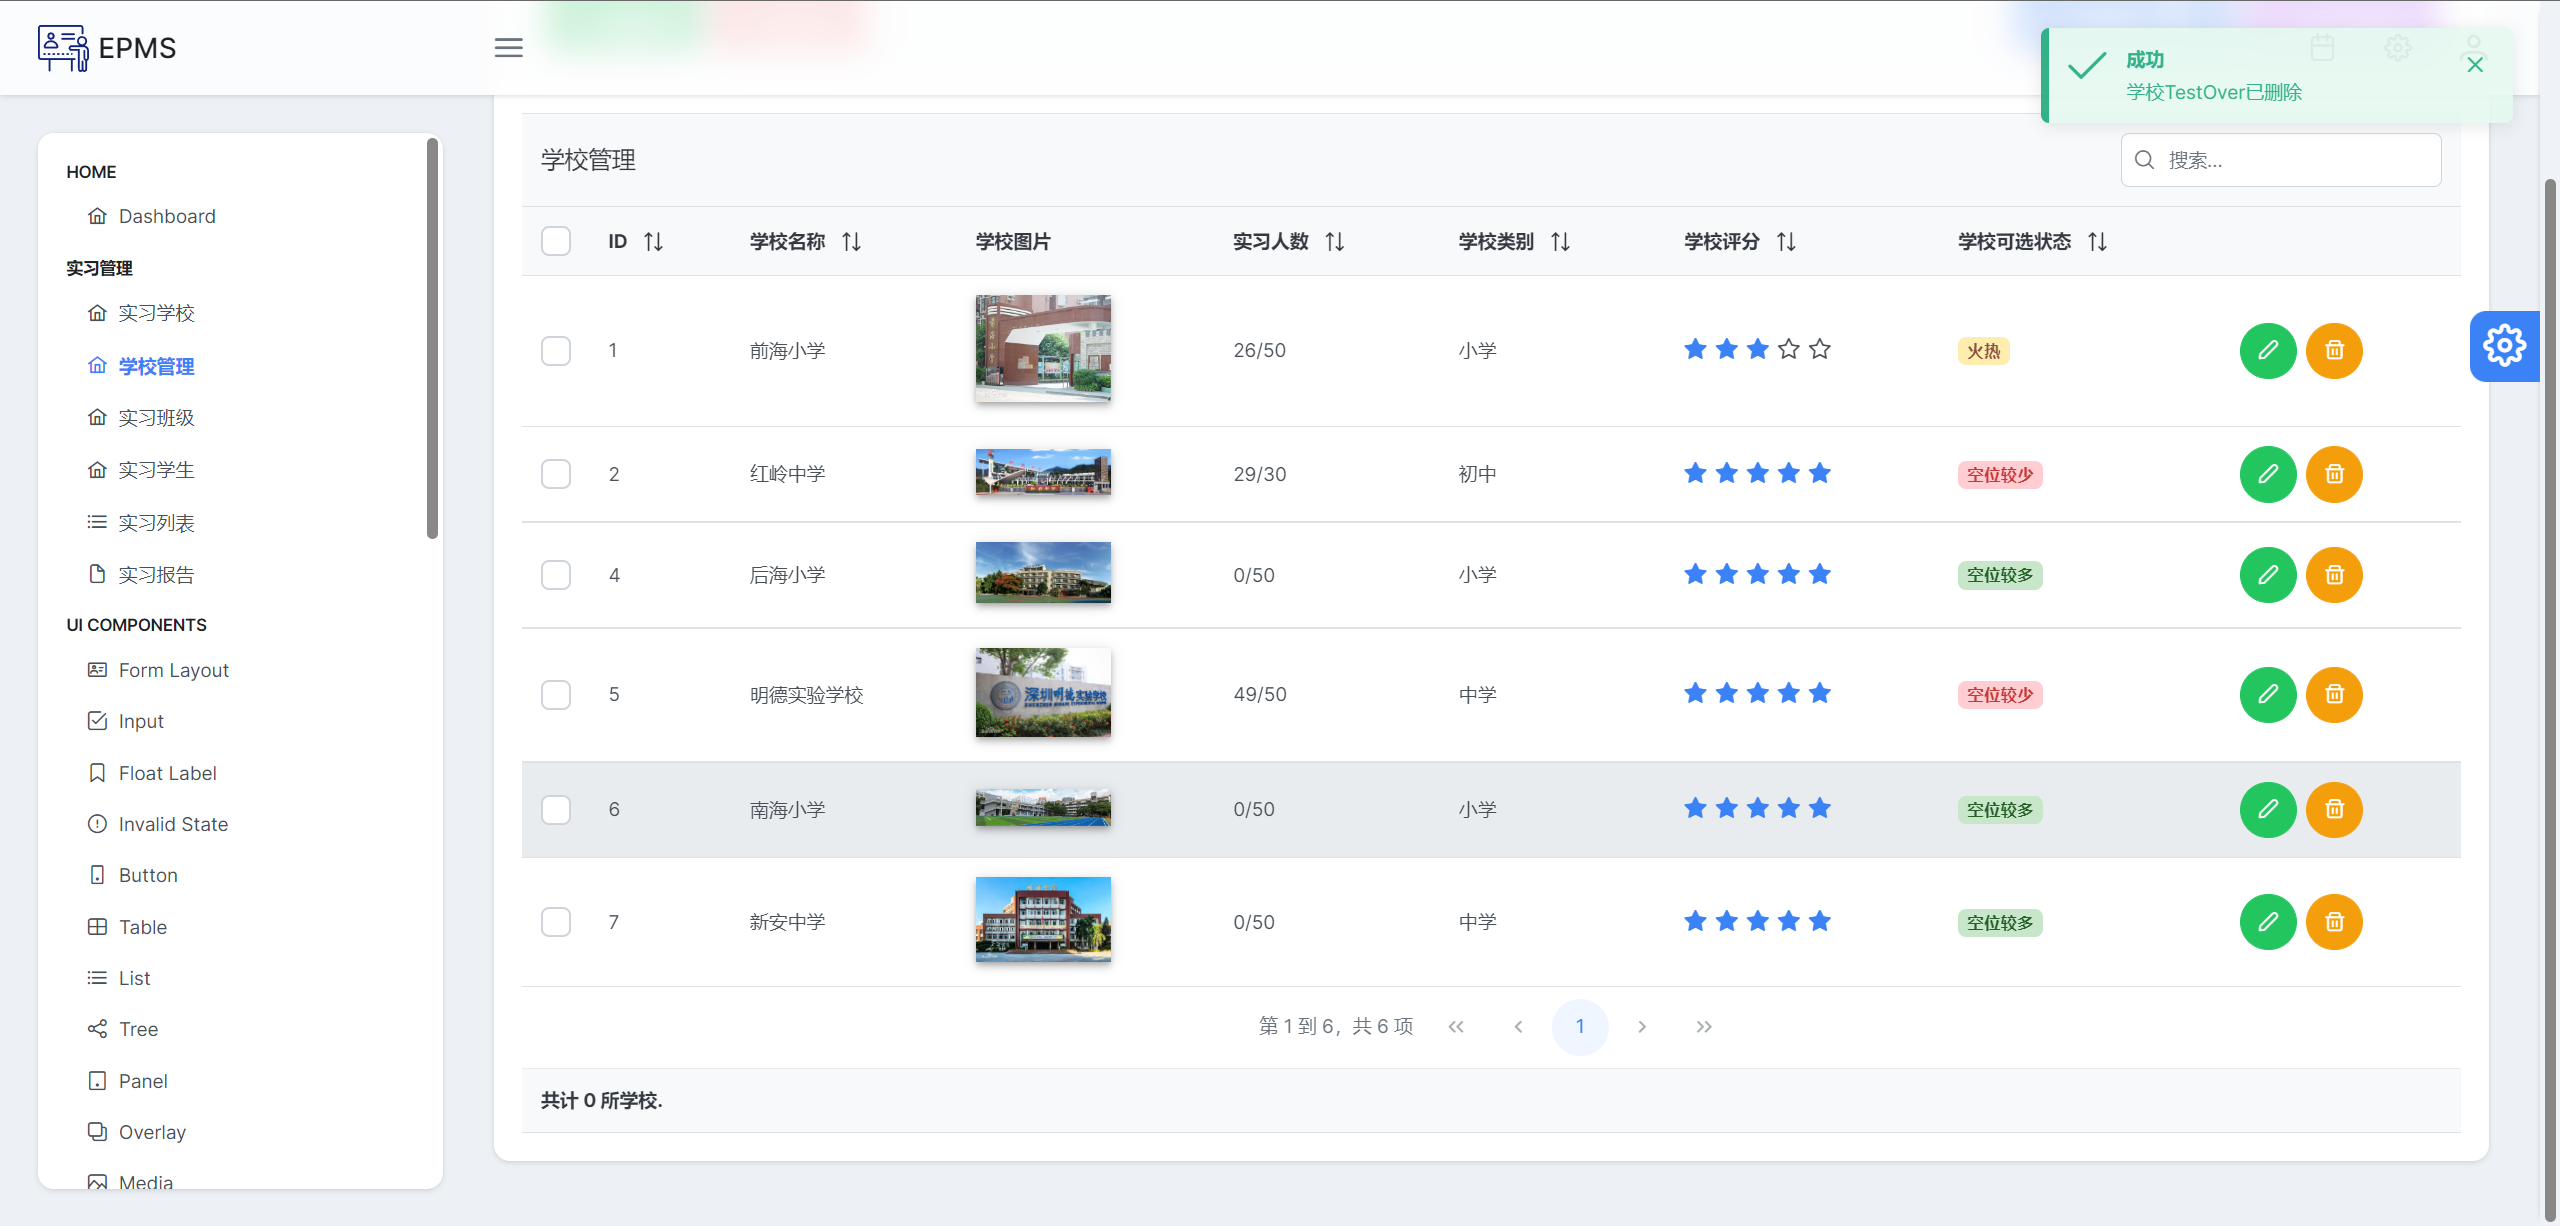 EPMS
成功
学校TestOver已删除
HOME
Dashboard
实习管理
实习学校
学校管理
实习班级
实习学生
实习列表
实习报告
UI COMPONENTS
Form Layout
Input
Float Label
Invalid State
Button
Table
List
Tree
Panel
Overlay
Media
学校管理
搜索...
ID 学校名称 学校图片 实习人数 学校类别 学校评分 学校可选状态
1 前海小学 26/50 小学 火热
2 红岭中学 29/30 初中 空位较少
4 后海小学 0/50 小学 空位较多
5 明德实验学校 49/50 中学 空位较少
深圳明德实验学校
6 南海小学 0/50 小学 空位较多
7 新安中学 0/50 中学 空位较多
第 1 到 6，共 6 项 1
共计 0 所学校.